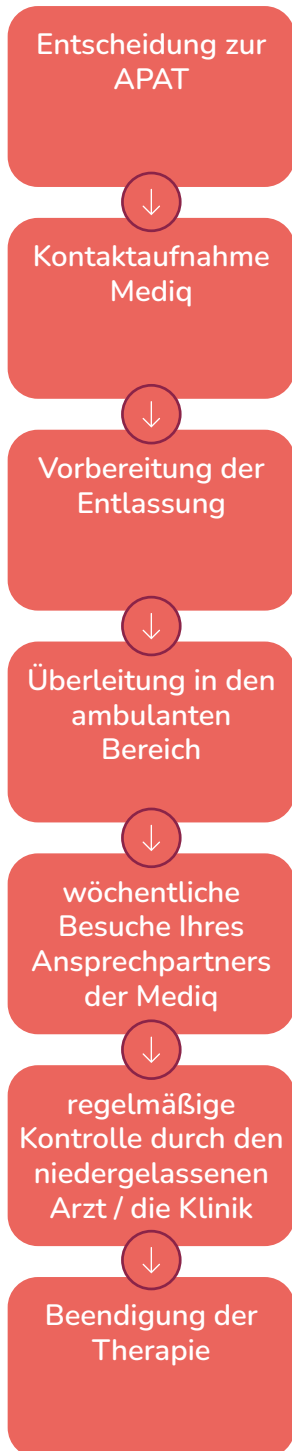 Entscheidung zur
APAT
Kontaktaufnahme
Mediq
Vorbereitung der
Entlassung
Überleitung in den
ambulanten
Bereich
wöchentliche
Besuche Ihres
Ansprechpartners
der Mediq
regelmäßige
Kontrolle durch den
niedergelassenen
Arzt / die Klinik
Beendigung der
Therapie